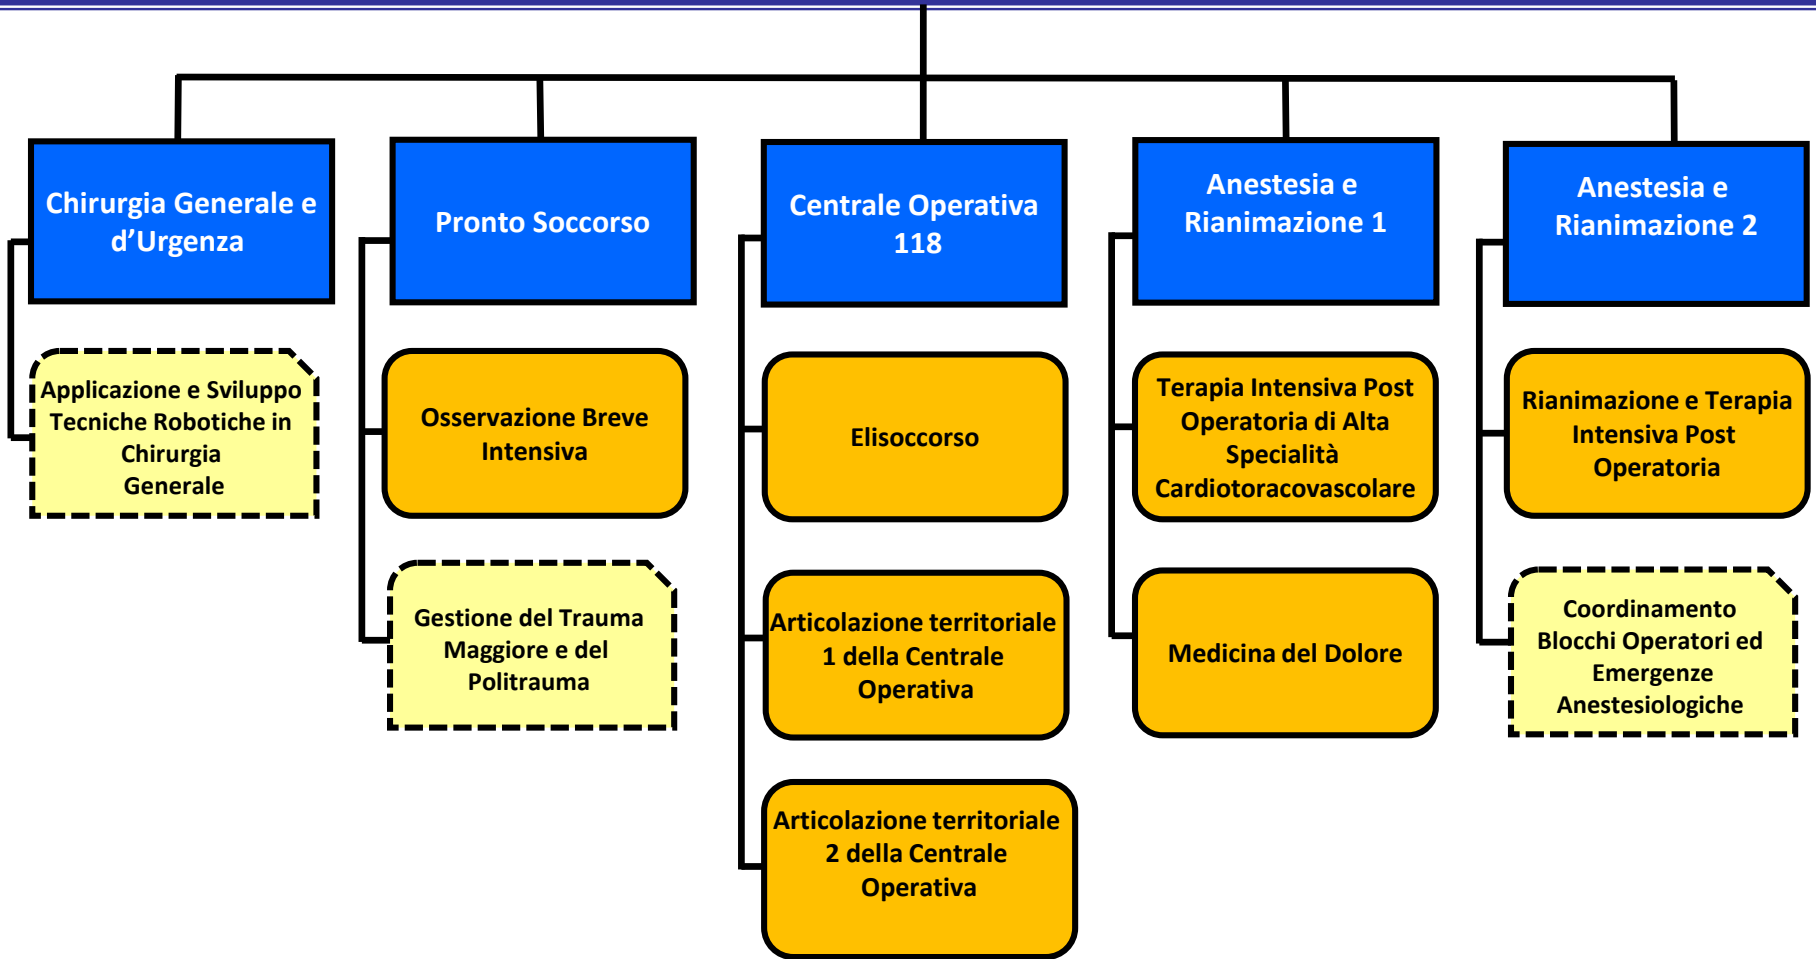 Chirurgia Generale e
d’Urgenza
Pronto Soccorso
Centrale Operativa
118
Anestesia e
Rianimazione 1
Anestesia e
Rianimazione 2
Applicazione e Sviluppo
Tecniche Robotiche in
Chirurgia
Generale
Osservazione Breve
Intensiva
Elisoccorso
Terapia Intensiva Post
Operatoria di Alta
Specialità
Cardiotoracovascolare
Rianimazione e Terapia
Intensiva Post
Operatoria
Gestione del Trauma
Maggiore e del
Politrauma
Articolazione territoriale
1 della Centrale
Operativa
Medicina del Dolore
Coordinamento
Blocchi Operatori ed
Emergenze
Anestesiologiche
Articolazione territoriale
2 della Centrale
Operativa